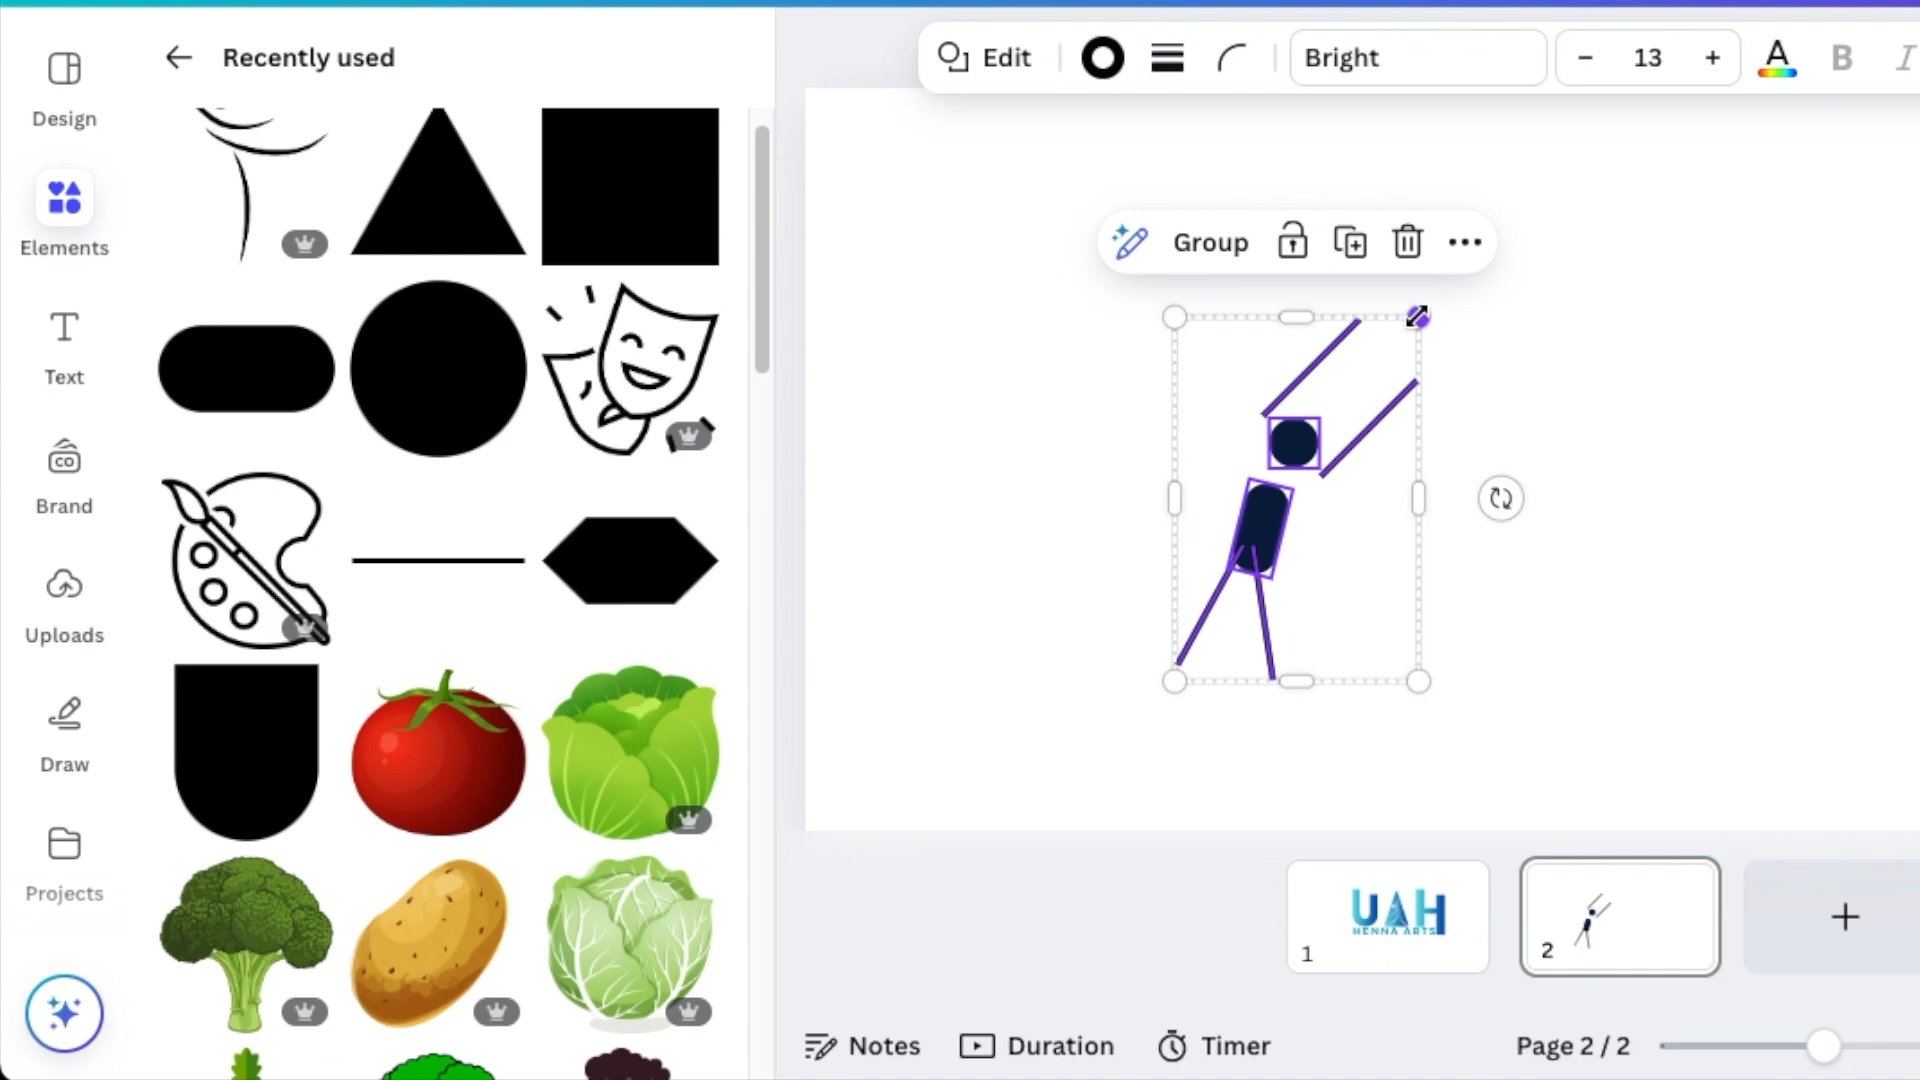 Recently used
Edit
Bright
− 13 +
A B I
Design
Elements
Text
CO
Brand
Uploads
Draw
Projects
Group
UAH
HENNA ARTS
1
2
+
Notes
Duration
Timer
Page 2 / 2